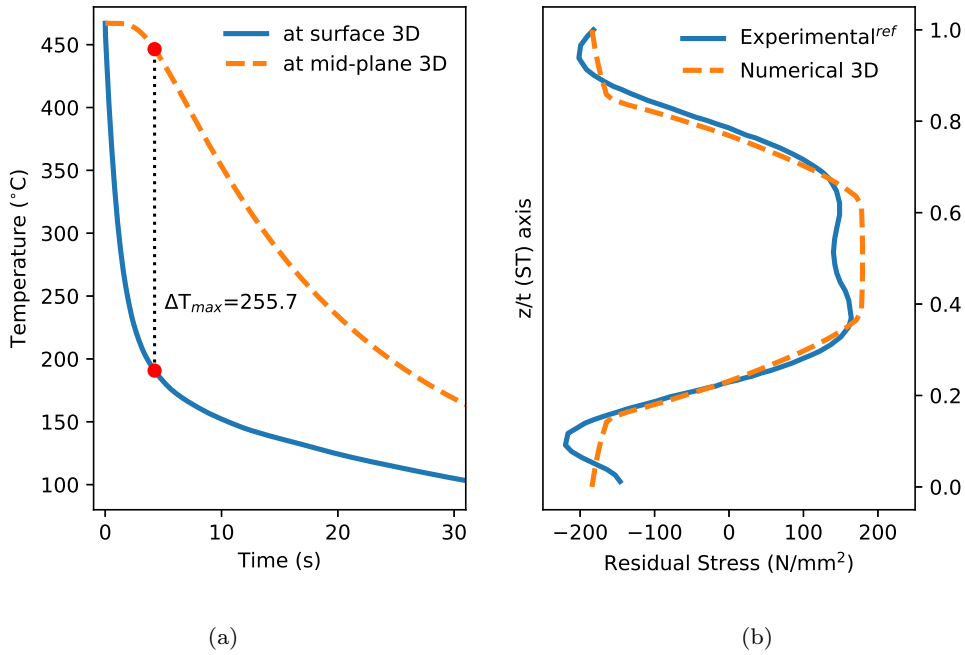 at surface 3D
at mid-plane 3D
450
400
350
300
250
200
150
100
Temperature (°C)
ΔTmax=255.7
0
10
20
30
Time (s)
(a)
Experimental^ref
Numerical 3D
1.0
0.8
0.6
0.4
0.2
0.0
z/t (ST) axis
−200
−100
0
100
200
Residual Stress (N/mm²)
(b)